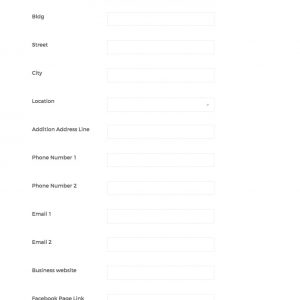 Bldg
Street
City
Location
Addition Address Line
Phone Number 1
Phone Number 2
Email 1
Email 2
Business website
Facebook Page Link